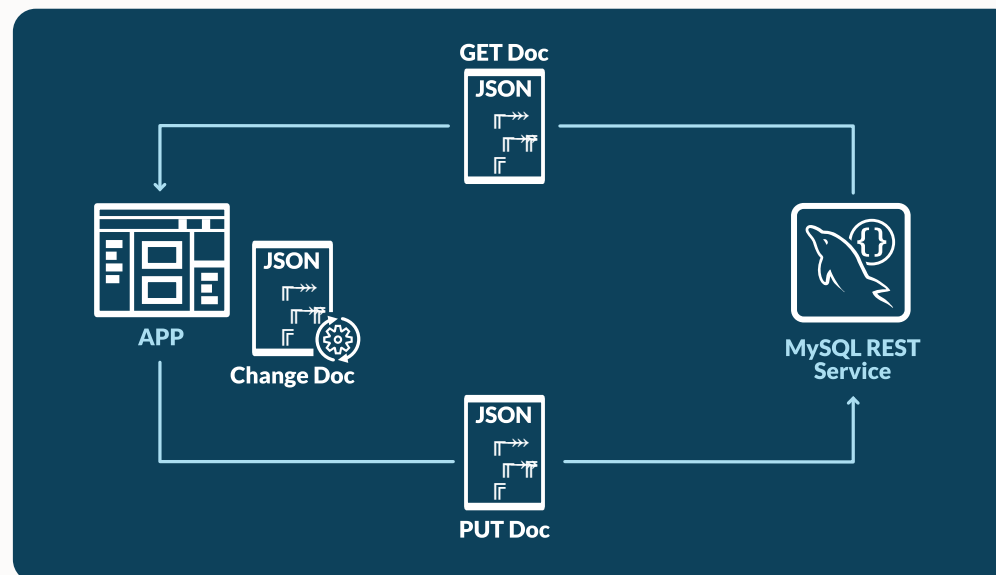 GET Doc
JSON
JSON
{}
APP
Change Doc
MySQL REST
Service
JSON
PUT Doc